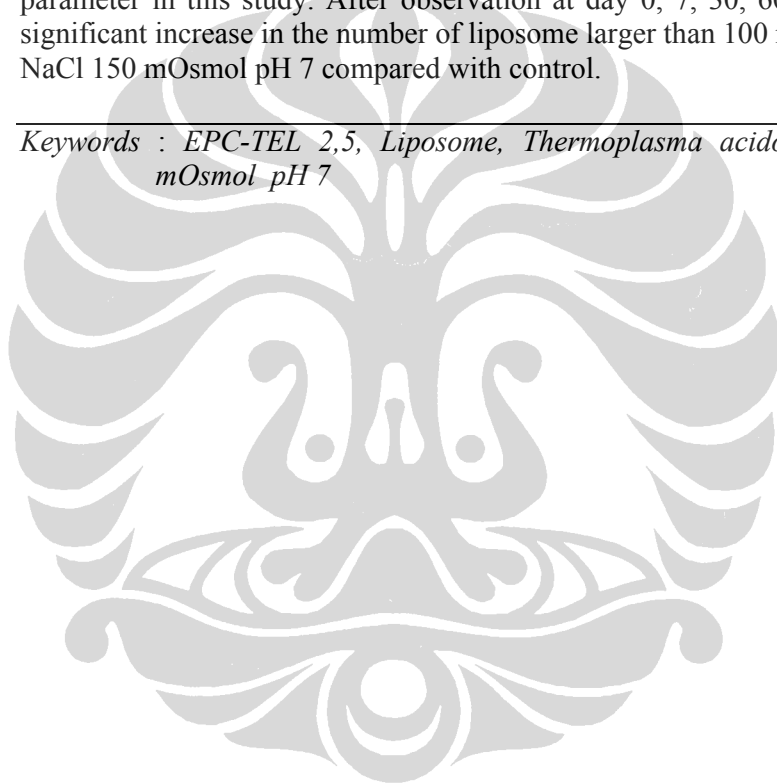 parameter in this study. After observation at day 0, 7, 30, 60
significant increase in the number of liposome larger than 100
NaCl 150 mOsmol pH 7 compared with control.
Keywords : EPC-TEL 2,5, Liposome, Thermoplasma acido
mOsmol pH 7